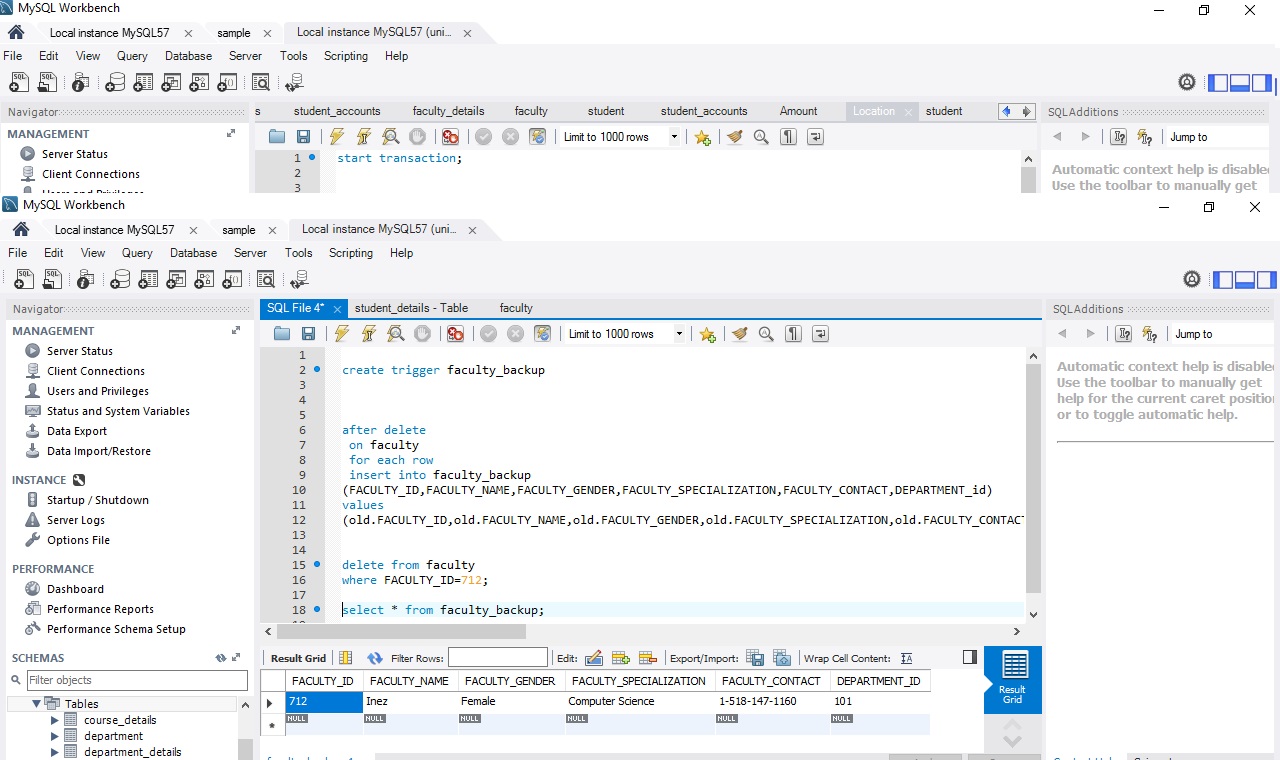 MySQL Workbench
Local instance MySQL57 sample Local instance MySQL57 (uni...
File Edit View Query Database Server Tools Scripting Help
Navigator s student_accounts faculty_details faculty student student_accounts Amount Location student SQLAdditions
MANAGEMENT Limit to 1000 rows Jump to
Server Status 1 start transaction;
Client Connections 2 Automatic context help is disable
Users and Privileges 3 Use the toolbar to manually get
MySQL Workbench
Local instance MySQL57 sample Local instance MySQL57 (uni...
File Edit View Query Database Server Tools Scripting Help
Navigator SQL File 4* student_details - Table faculty SQLAdditions
MANAGEMENT Limit to 1000 rows Jump to
Server Status 1
Client Connections 2 create trigger faculty_backup Automatic context help is disable
Users and Privileges 3 Use the toolbar to manually get
Status and System Variables 4 help for the current caret position
Data Export 5 or to toggle automatic help.
6 after delete
Data Import/Restore 7 on faculty
8 for each row
INSTANCE 9 insert into faculty_backup
Startup / Shutdown 10 (FACULTY_ID,FACULTY_NAME,FACULTY_GENDER,FACULTY_SPECIALIZATION,FACULTY_CONTACT,DEPARTMENT_id)
11 values
Server Logs 12 (old.FACULTY_ID,old.FACULTY_NAME,old.FACULTY_GENDER,old.FACULTY_SPECIALIZATION,old.FACULTY_CONTACT
Options File 13
14
PERFORMANCE 15 delete from faculty
16 where FACULTY_ID=712;
Dashboard 17
Performance Reports 18 select * from faculty_backup;
Performance Schema Setup
SCHEMAS Result Grid Filter Rows: Edit: Export/Import: Wrap Cell Content: IA
Filter objects FACULTY_ID FACULTY_NAME FACULTY_GENDER FACULTY_SPECIALIZATION FACULTY_CONTACT DEPARTMENT_ID Result Grid
Tables 712 Inez Female Computer Science 1-518-147-1160 101
course_details NULL NULL NULL NULL NULL NULL
department
department_details